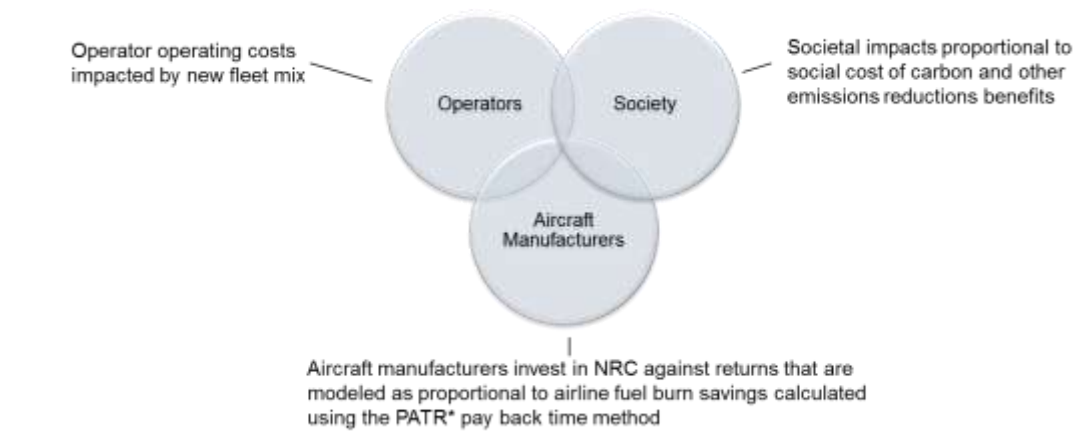 Operator operating costs
impacted by new fleet mix
Societal impacts proportional to
social cost of carbon and other
emissions reductions benefits
Operators
Society
Aircraft
Manufacturers
Aircraft manufacturers invest in NRC against returns that are
modeled as proportional to airline fuel burn savings calculated
using the PATR* pay back time method